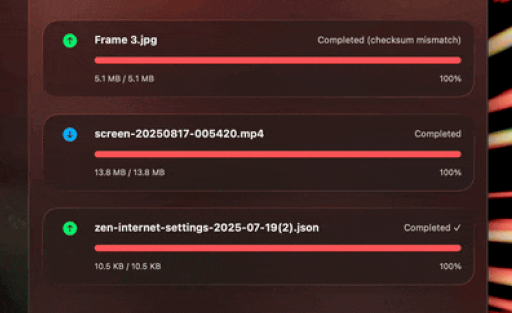 Frame 3.jpg Completed (checksum mismatch)
5.1 MB / 5.1 MB 100%
screen-20250817-005420.mp4 Completed
13.8 MB / 13.8 MB 100%
zen-internet-settings-2025-07-19(2).json Completed ✓
10.5 KB / 10.5 KB 100%